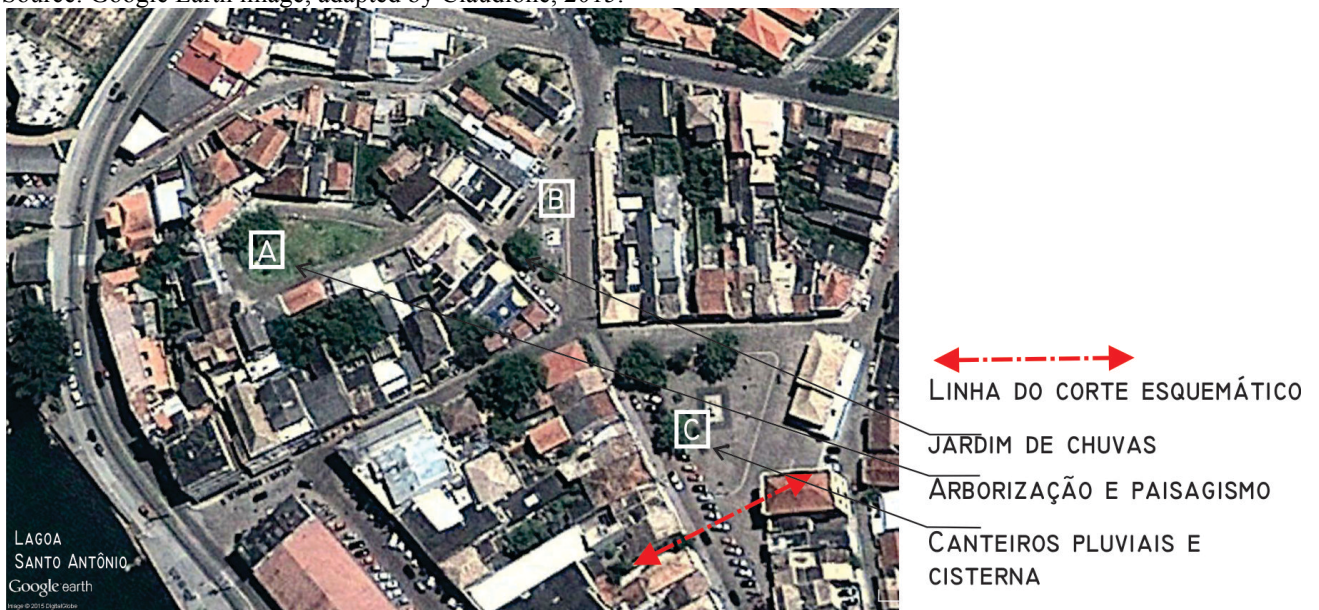 Source: Google Earth image, adapted by Claudione, 2015.
A
B
C
LAGOA
SANTO ANTÔNIO
Google earth
Image © 2015 DigitalGlobe
LINHA DO CORTE ESQUEMÁTICO
JARDIM DE CHUVAS
ARBORIZAÇÃO E PAISAGISMO
CANTEIROS PLUVIAIS E
CISTERNA